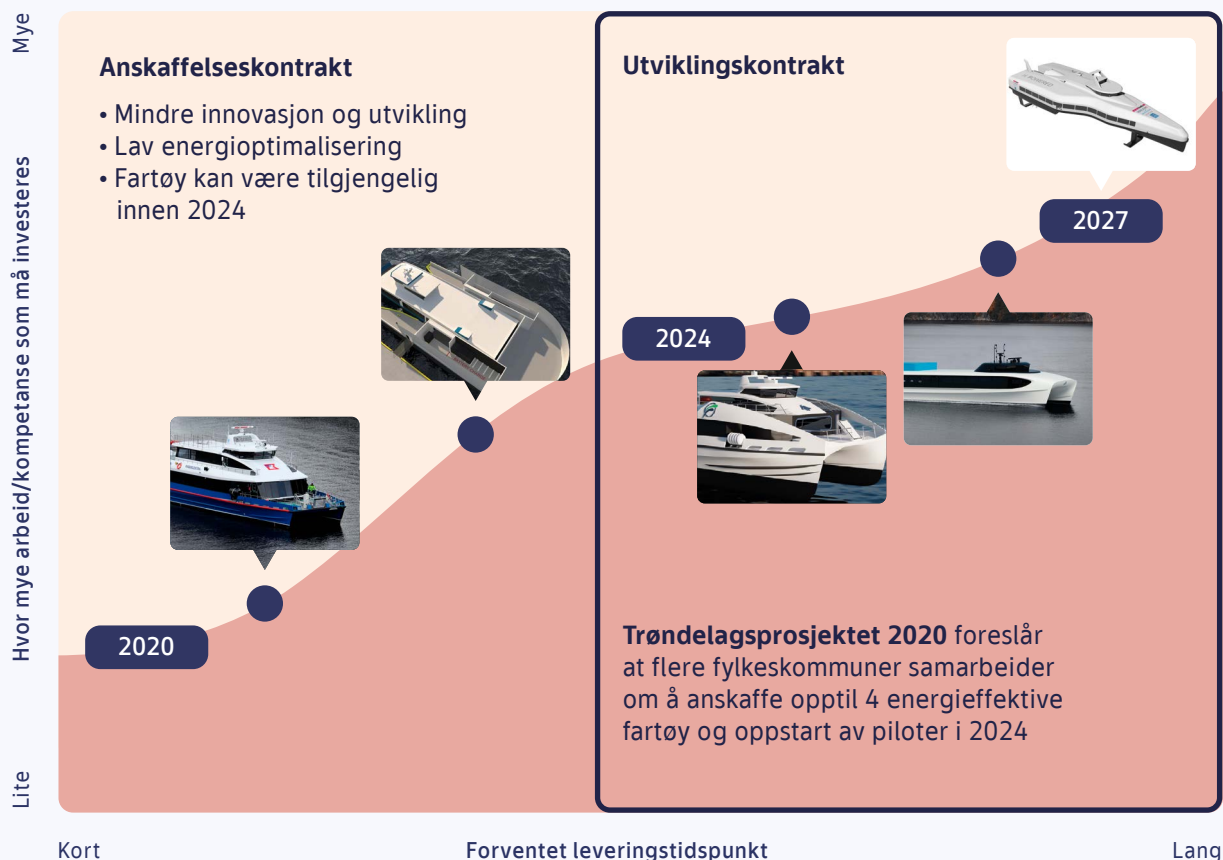 Mye
Hvor mye arbeid/kompetanse som må investeres
Lite
Anskaffelseskontrakt
• Mindre innovasjon og utvikling
• Lav energioptimalisering
• Fartøy kan være tilgjengelig
innen 2024
Utviklingskontrakt
2027
2024
2020
Trøndelagsprosjektet 2020 foreslår
at flere fylkeskommuner samarbeider
om å anskaffe opptil 4 energieffektive
fartøy og oppstart av piloter i 2024
Kort
Forventet leveringstidspunkt
Lang